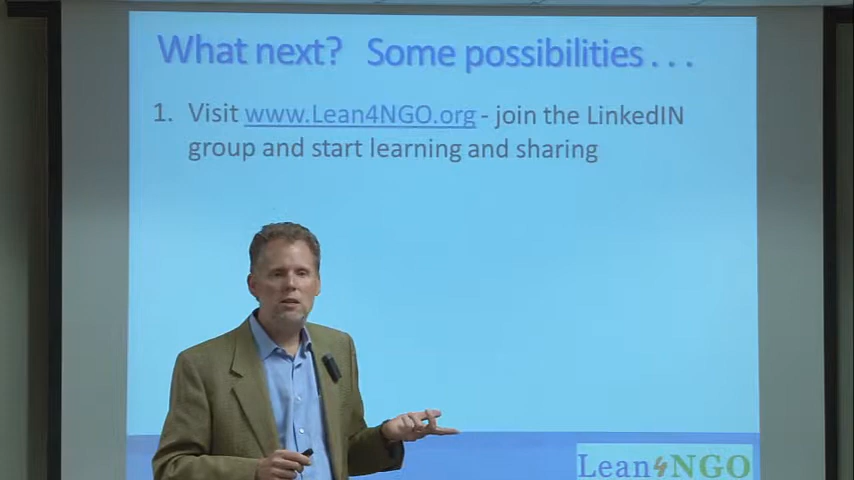 What next? Some possibilities . . .
1. Visit www.Lean4NGO.org - join the LinkedIN
group and start learning and sharing
Lean4NGO